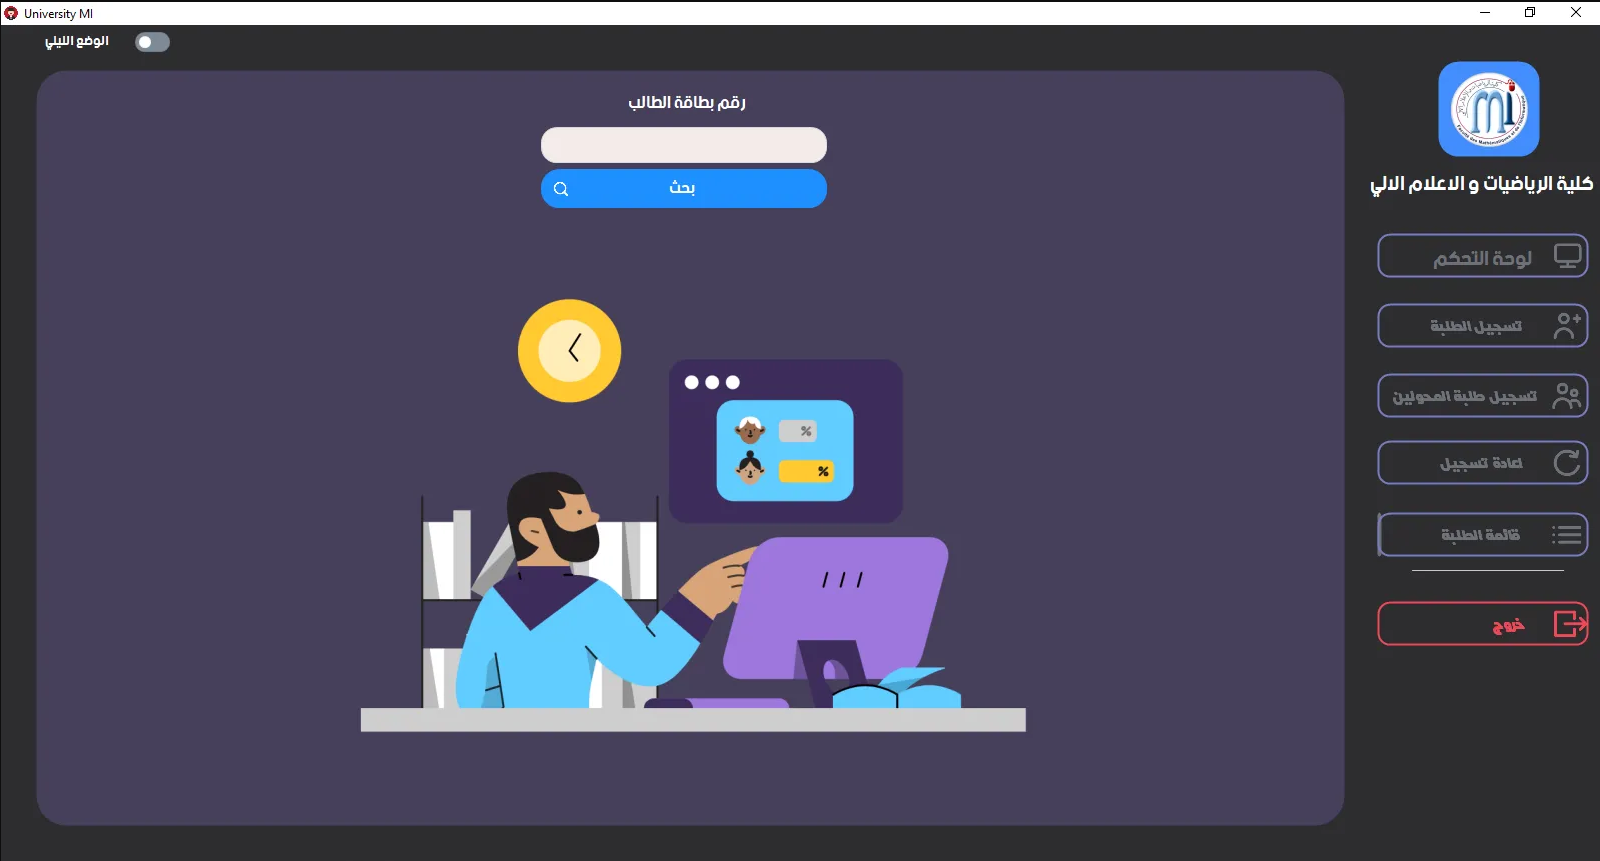 University MI
الوضع الليلي
رقم بطاقة الطالب
بحث
%
%
كلية الرياضيات و الاعلام الالي
لوحة التحكم
تسجيل الطلبة
تسجيل طلبة المحولين
اعادة تسجيل
قائمة الطلبة
خروج